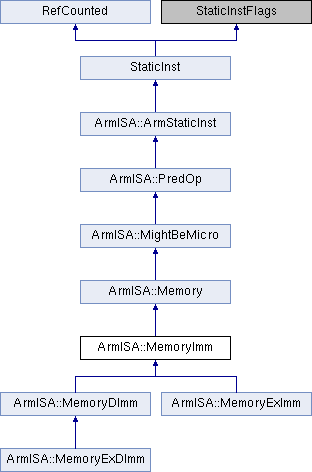 RefCounted
StaticInstFlags
StaticInst
ArmISA::ArmStaticInst
ArmISA::PredOp
ArmISA::MightBeMicro
ArmISA::Memory
ArmISA::MemoryImm
ArmISA::MemoryDImm
ArmISA::MemoryExImm
ArmISA::MemoryExDImm